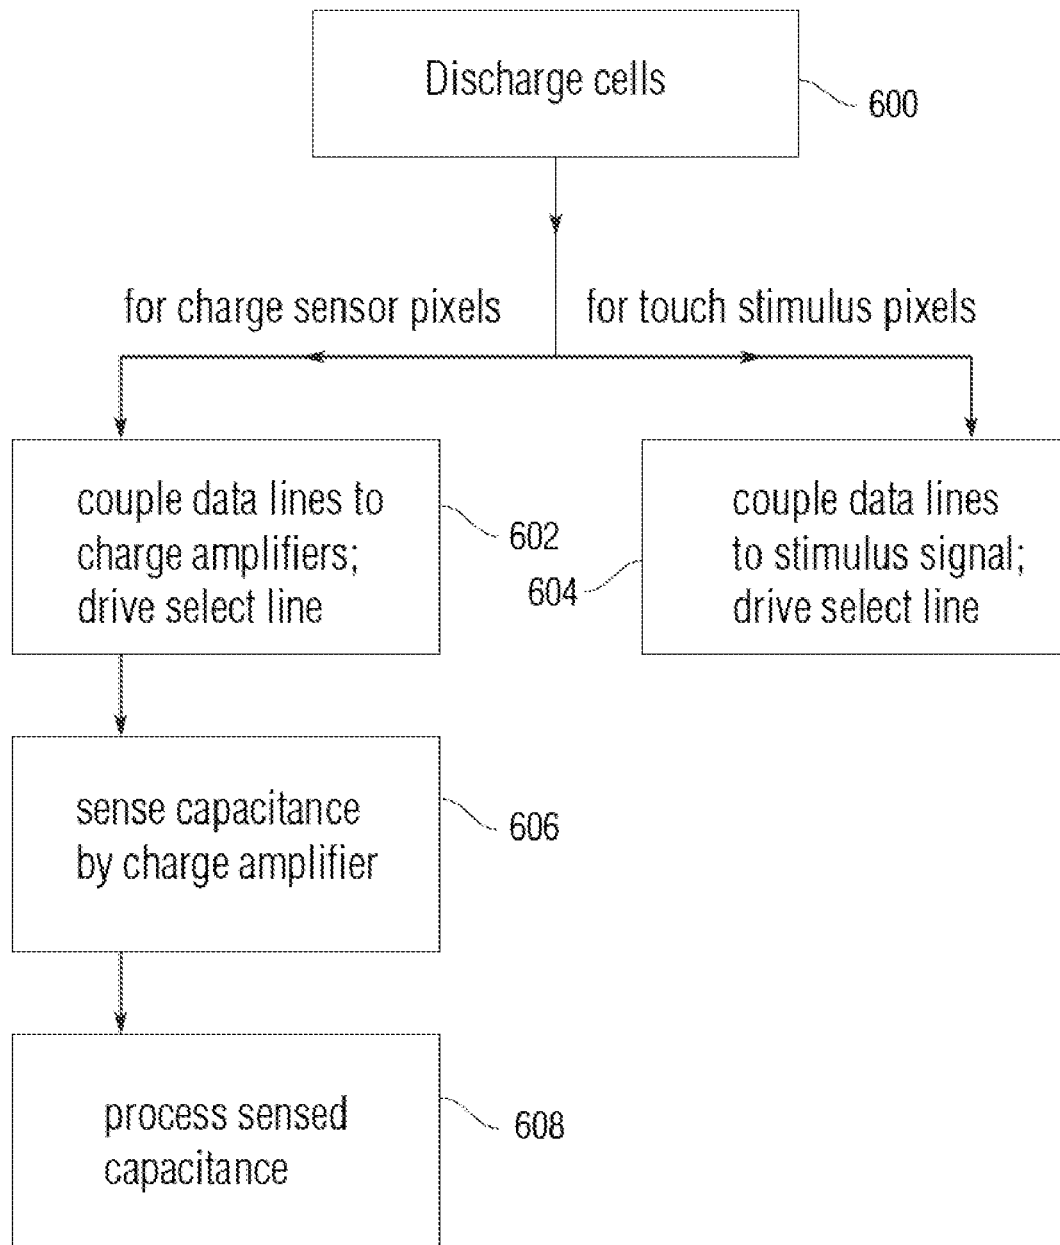 Discharge cells
600
for charge sensor pixels
for touch stimulus pixels
couple data lines to
charge amplifiers;
drive select line
602
604
couple data lines
to stimulus signal;
drive select line
sense capacitance
by charge amplifier
606
process sensed
capacitance
608